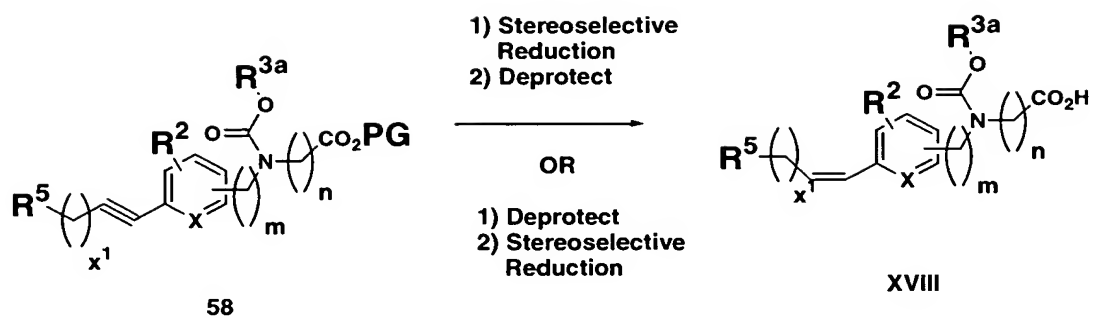 1) Stereoselective
Reduction
2) Deprotect
OR
1) Deprotect
2) Stereoselective
Reduction
R3a
O
O
N
CO2PG
R2
R5
X
m
n
x1
58
R3a
O
O
N
CO2H
R2
R5
X
m
n
x1
XVIII